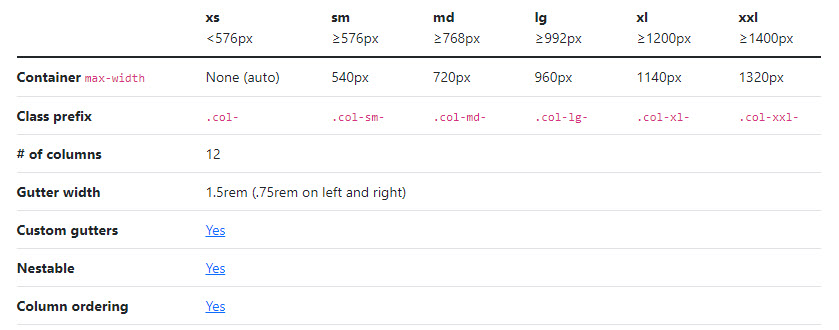 xs sm md lg xl xxl
<576px ≥576px ≥768px ≥992px ≥1200px ≥1400px
Container max-width None (auto) 540px 720px 960px 1140px 1320px
Class prefix .col- .col-sm- .col-md- .col-lg- .col-xl- .col-xxl-
# of columns 12
Gutter width 1.5rem (.75rem on left and right)
Custom gutters Yes
Nestable Yes
Column ordering Yes